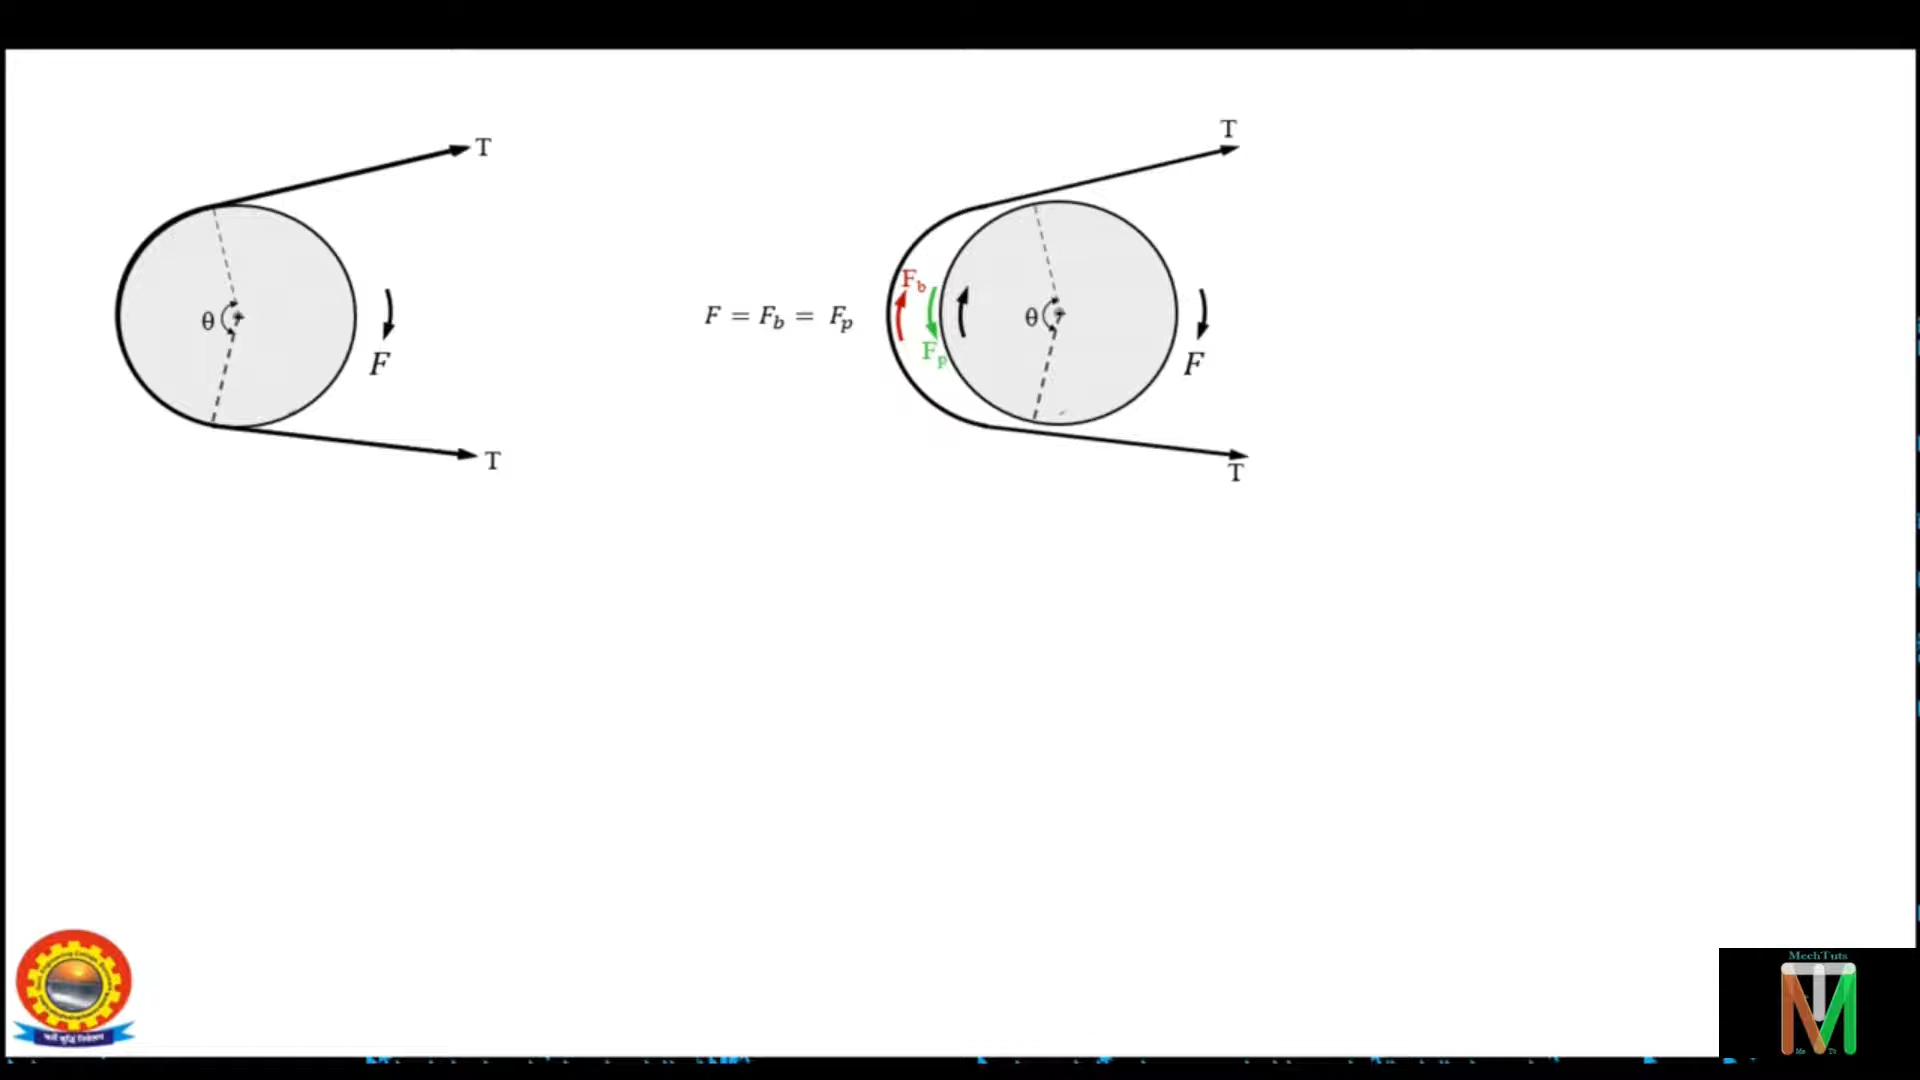 T
θ
F
T
F = F_b = F_p
T
F_b
F_p
θ
F
T
MechTuts